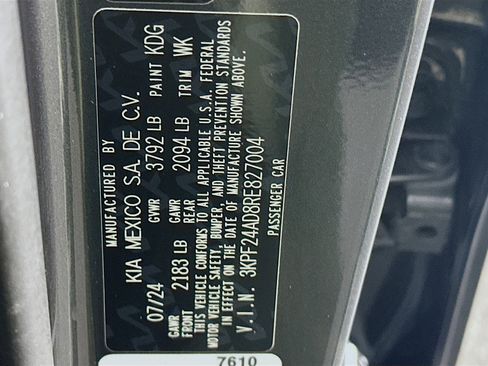 MANUFACTURED BY
KIA MEXICO S.A. DE C.V.
07/24 GVWR 3792 LB PAINT KDG
GAWR FRONT 2183 LB GAWR REAR 2094 LB TRIM WK
THIS VEHICLE CONFORMS TO ALL APPLICABLE U.S.A. FEDERAL
MOTOR VEHICLE SAFETY, BUMPER, AND THEFT PREVENTION STANDARDS
IN EFFECT ON THE DATE OF MANUFACTURE SHOWN ABOVE.
V.I.N. 3KPF24AD8RE827004
PASSENGER CAR
7610